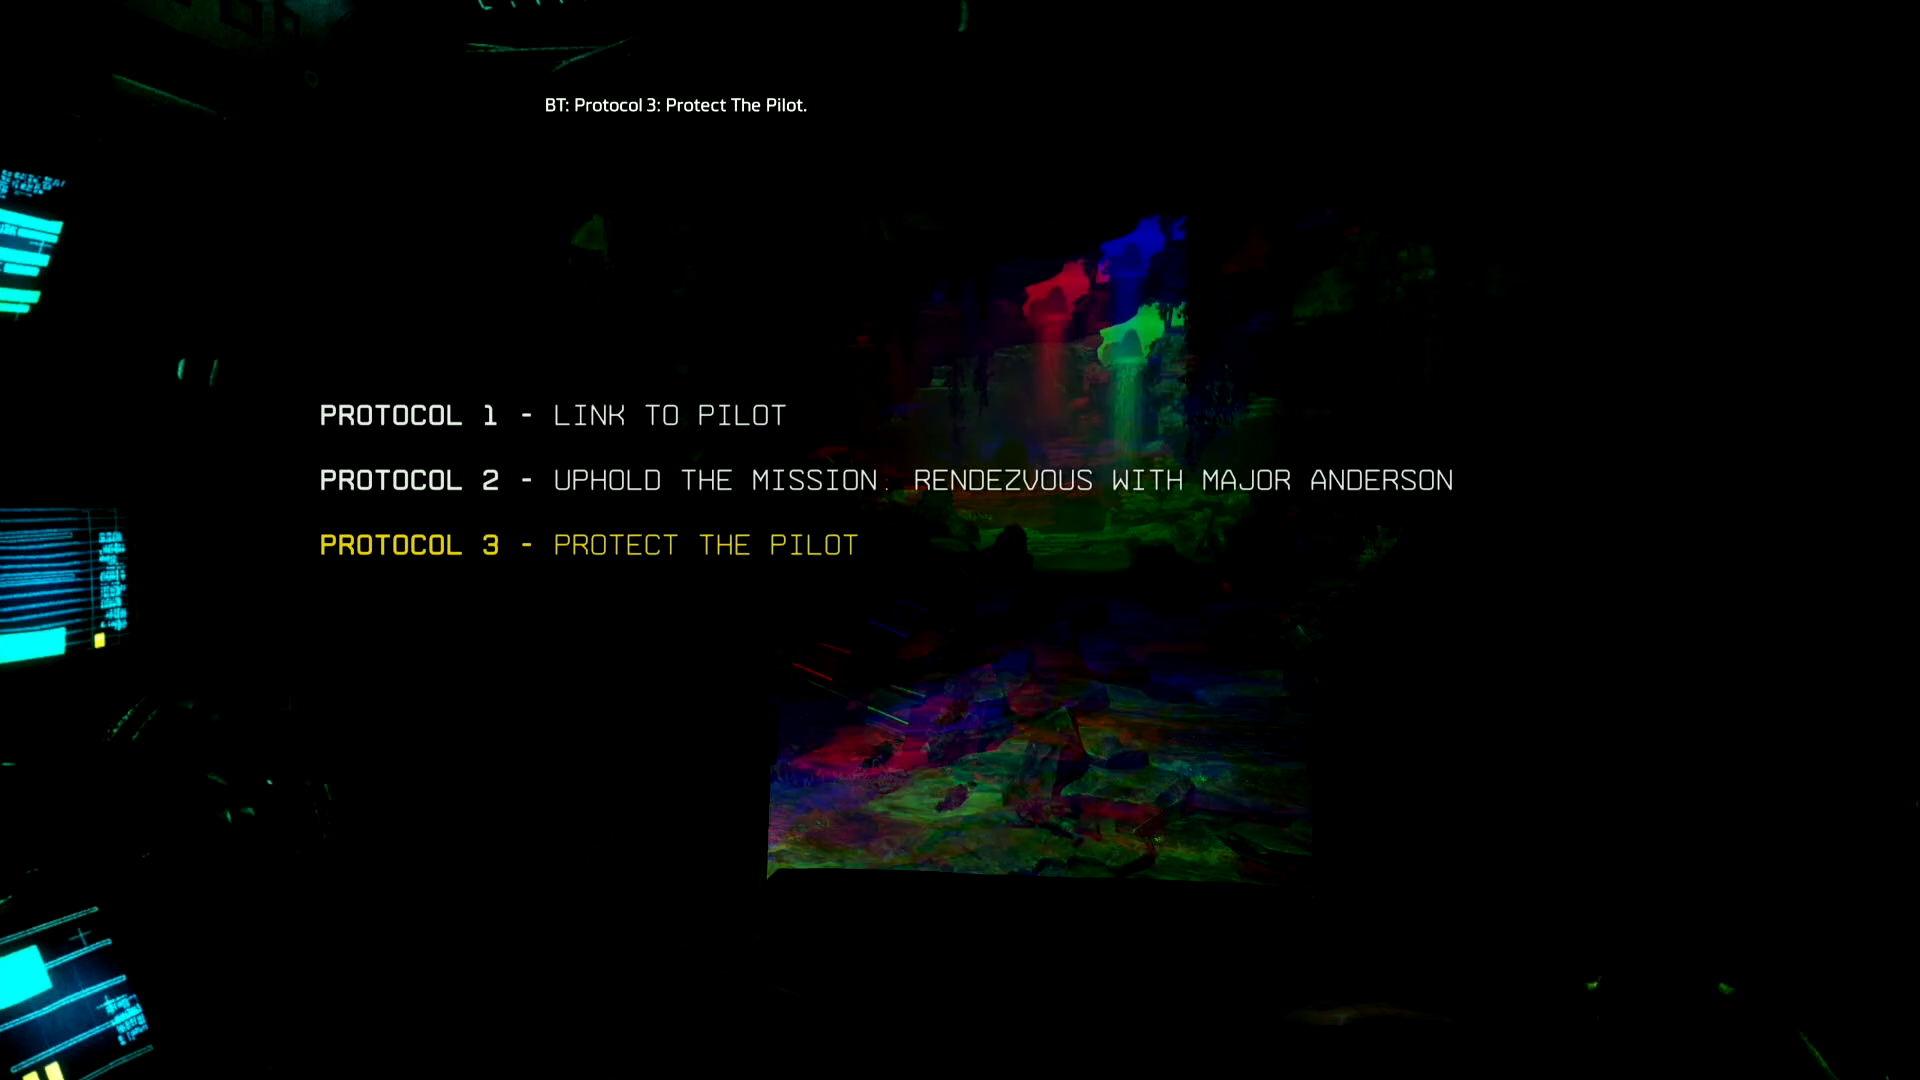 BT: Protocol 3: Protect The Pilot.
PROTOCOL 1 - LINK TO PILOT
PROTOCOL 2 - UPHOLD THE MISSION: RENDEZVOUS WITH MAJOR ANDERSON
PROTOCOL 3 - PROTECT THE PILOT